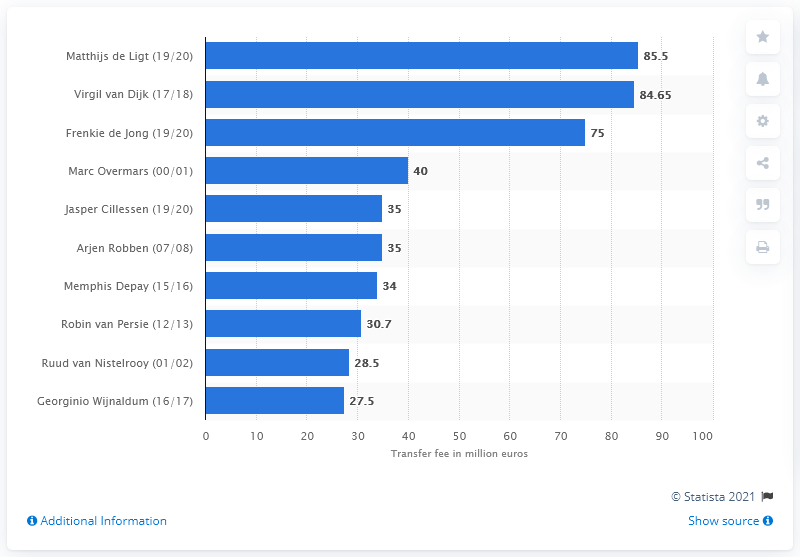 Matthijs de Ligt (19/20) 85.5
Virgil van Dijk (17/18) 84.65
Frenkie de Jong (19/20) 75
Marc Overmars (00/01) 40
Jasper Cillessen (19/20) 35
Arjen Robben (07/08) 35
Memphis Depay (15/16) 34
Robin van Persie (12/13) 30.7
Ruud van Nistelrooy (01/02) 28.5
Georginio Wijnaldum (16/17) 27.5
0 10 20 30 40 50 60 70 80 90 100
Transfer fee in million euros
© Statista 2021
Additional Information Show source